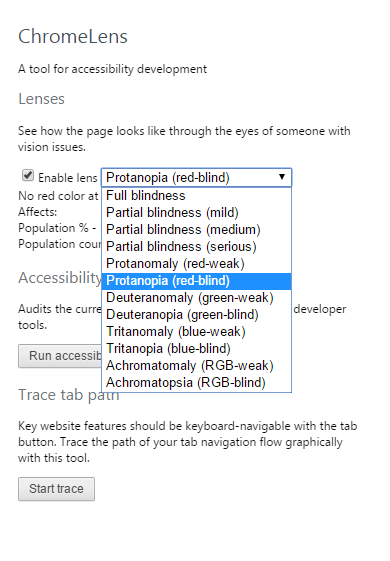 ChromeLens
A tool for accessibility development
Lenses
See how the page looks like through the eyes of someone with
vision issues.
Enable lens Protanopia (red-blind)
No red color at
Affects:
Population % -
Population cour
Full blindness
Partial blindness (mild)
Partial blindness (medium)
Partial blindness (serious)
Protanomaly (red-weak)
Protanopia (red-blind)
Deuteranomaly (green-weak)
Deuteranopia (green-blind)
Tritanomaly (blue-weak)
Tritanopia (blue-blind)
Achromatomaly (RGB-weak)
Achromatopsia (RGB-blind)
Accessibility
Audits the curre developer
tools.
Run accessib
Trace tab path
Key website features should be keyboard-navigable with the tab
button. Trace the path of your tab navigation flow graphically
with this tool.
Start trace